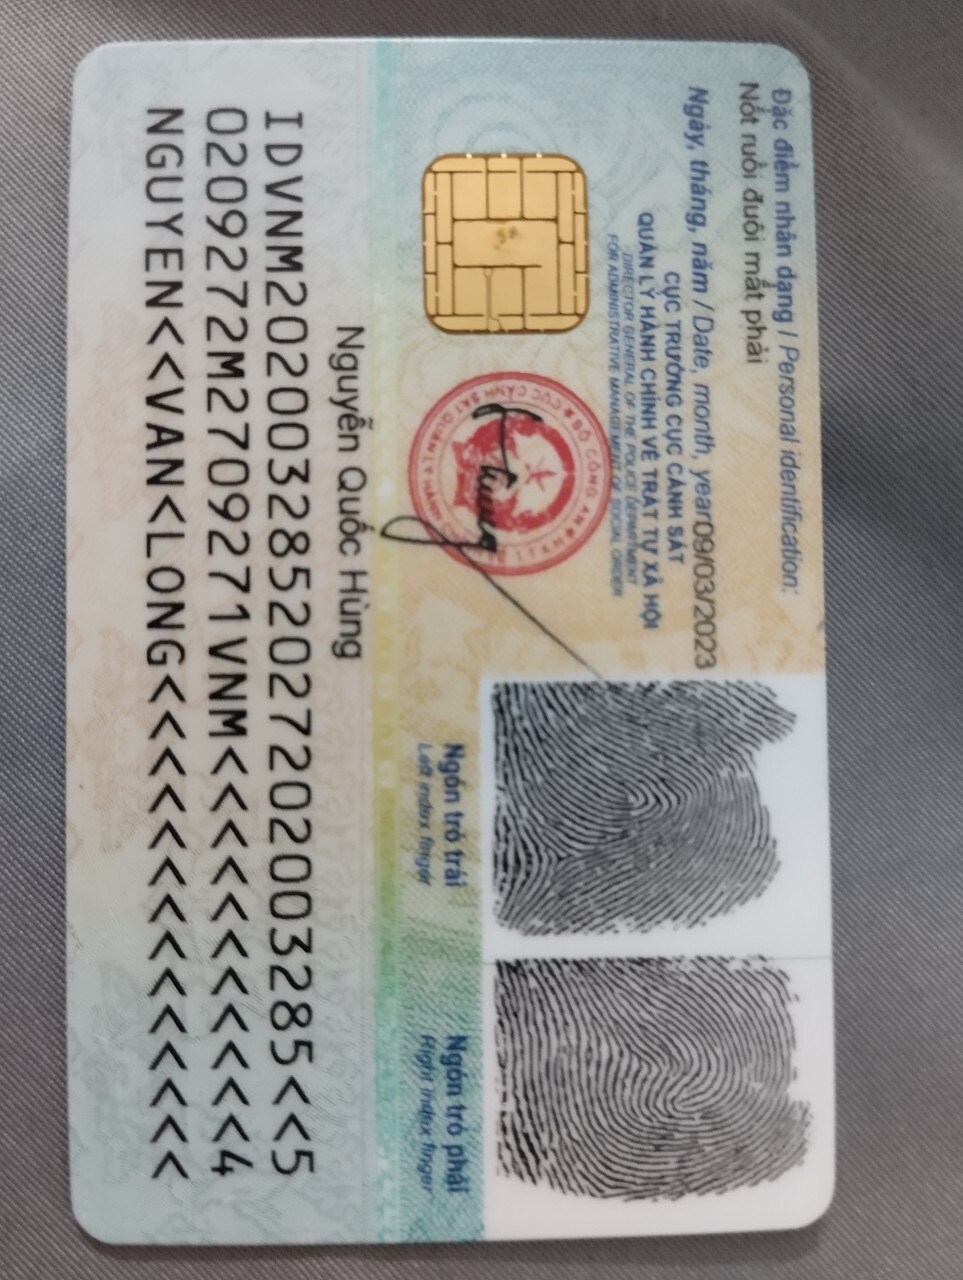 Đặc điểm nhân dạng / Personal identification:
Nốt ruồi đuôi mắt phải
Ngày, tháng, năm / Date, month, year 09/03/2023
CỤC TRƯỞNG CỤC CẢNH SÁT
QUẢN LÝ HÀNH CHÍNH VỀ TRẬT TỰ XÃ HỘI
DIRECTOR GENERAL OF THE POLICE DEPARTMENT
FOR ADMINISTRATIVE MANAGEMENT OF SOCIAL ORDER
Nguyễn Quốc Hùng
Ngón trỏ trái
Left index finger
Ngón trỏ phải
Right index finger
IDVNM2020032852027202003285<<5
0209272M2709271VNM<<<<<<<<<<<4
NGUYEN<<VAN<LONG<<<<<<<<<<<<<<